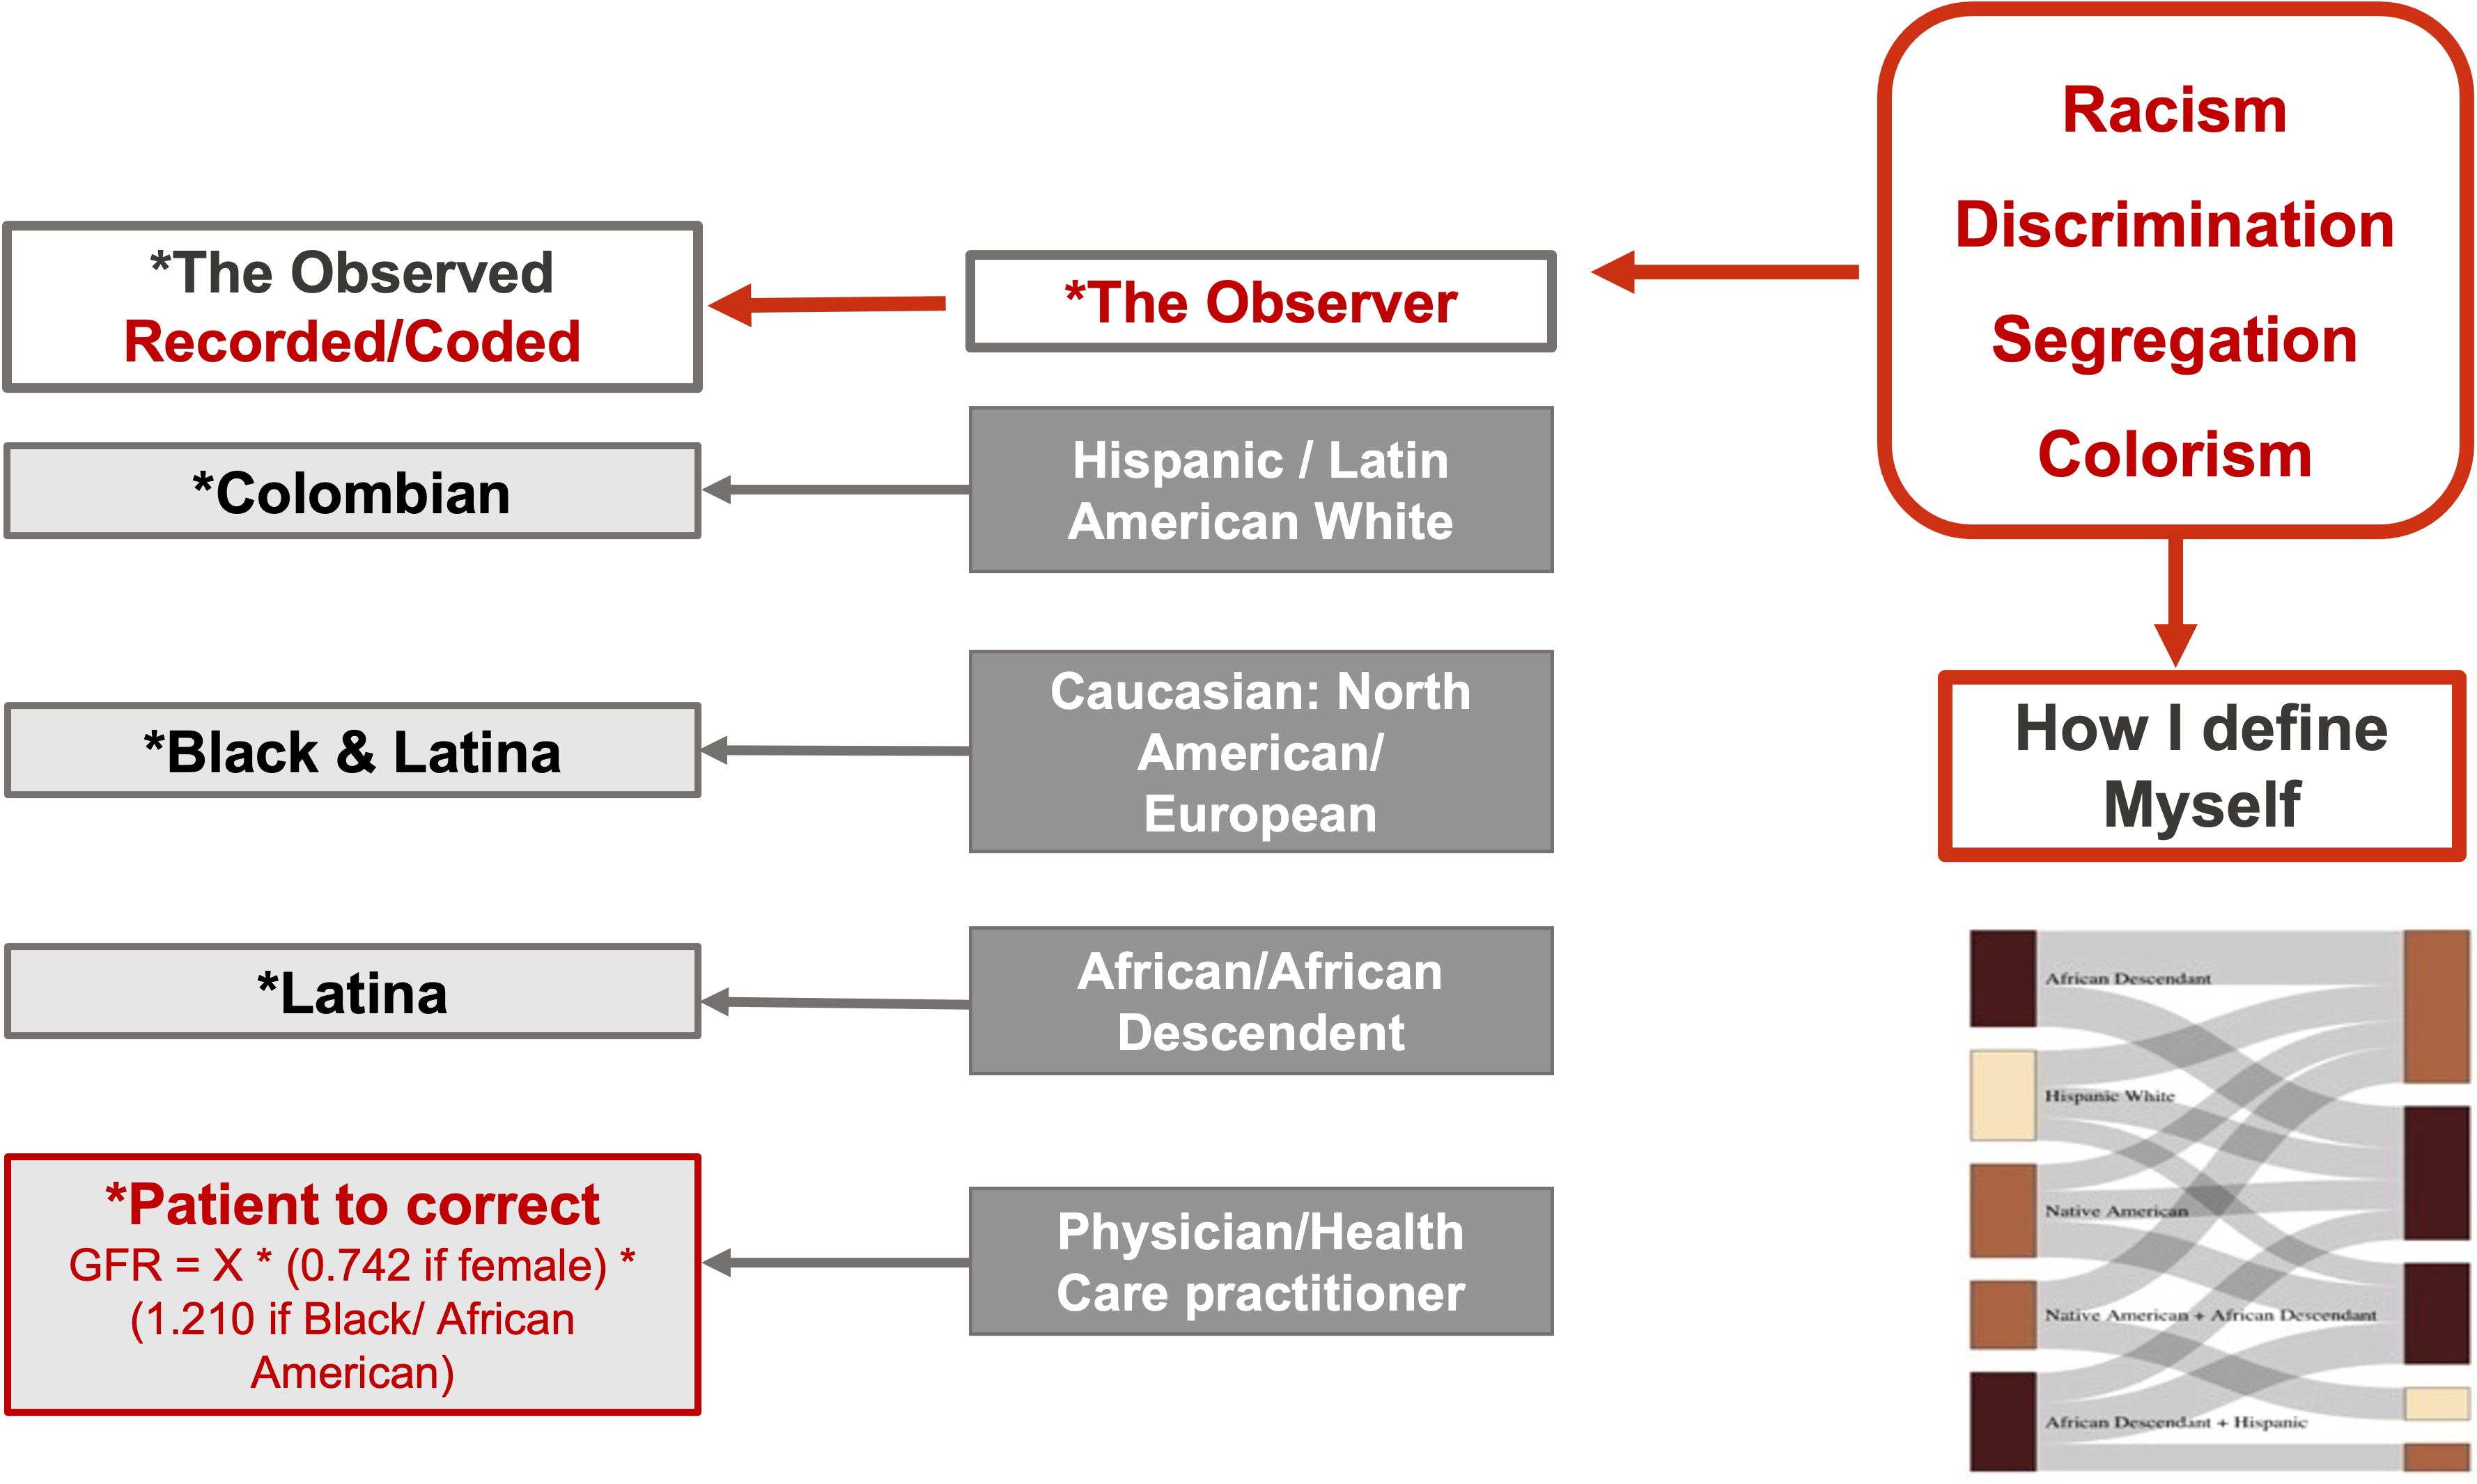 Racism
Discrimination
Segregation
Colorism
*The Observed
Recorded/Coded
*The Observer
*Colombian
Hispanic / Latin
American White
*Black & Latina
Caucasian: North
American/
European
How I define
Myself
*Latina
African/African
Descendent
*Patient to correct
GFR = X * (0.742 if female) *
(1.210 if Black/ African
American)
Physician/Health
Care practitioner
African Descendant
Hispanic White
Native American
Native American + African Descendant
African Descendant + Hispanic